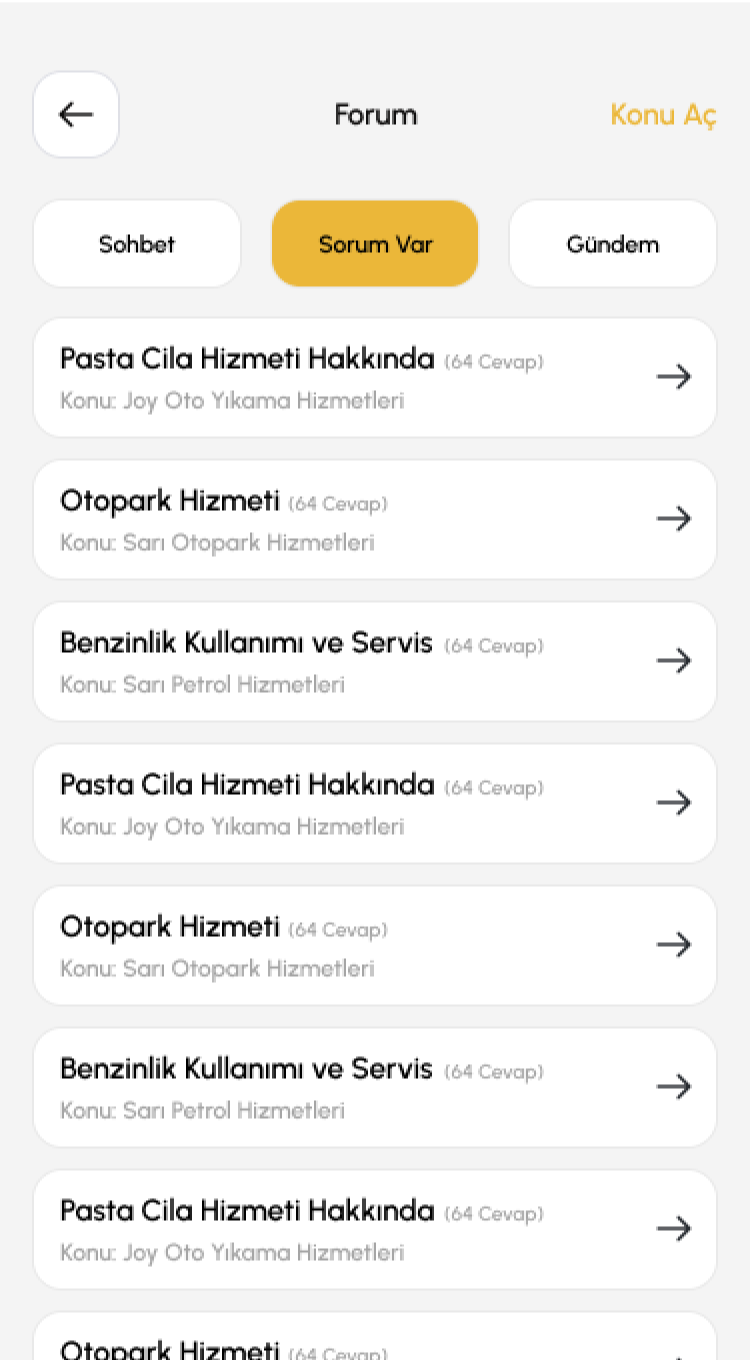 Forum
Konu Aç
Sohbet
Sorum Var
Gündem
Pasta Cila Hizmeti Hakkında (64 Cevap)
Konu: Joy Oto Yıkama Hizmetleri
Otopark Hizmeti (64 Cevap)
Konu: Sarı Otopark Hizmetleri
Benzinlik Kullanımı ve Servis (64 Cevap)
Konu: Sarı Petrol Hizmetleri
Pasta Cila Hizmeti Hakkında (64 Cevap)
Konu: Joy Oto Yıkama Hizmetleri
Otopark Hizmeti (64 Cevap)
Konu: Sarı Otopark Hizmetleri
Benzinlik Kullanımı ve Servis (64 Cevap)
Konu: Sarı Petrol Hizmetleri
Pasta Cila Hizmeti Hakkında (64 Cevap)
Konu: Joy Oto Yıkama Hizmetleri
Otopark Hizmeti (64 Cevap)